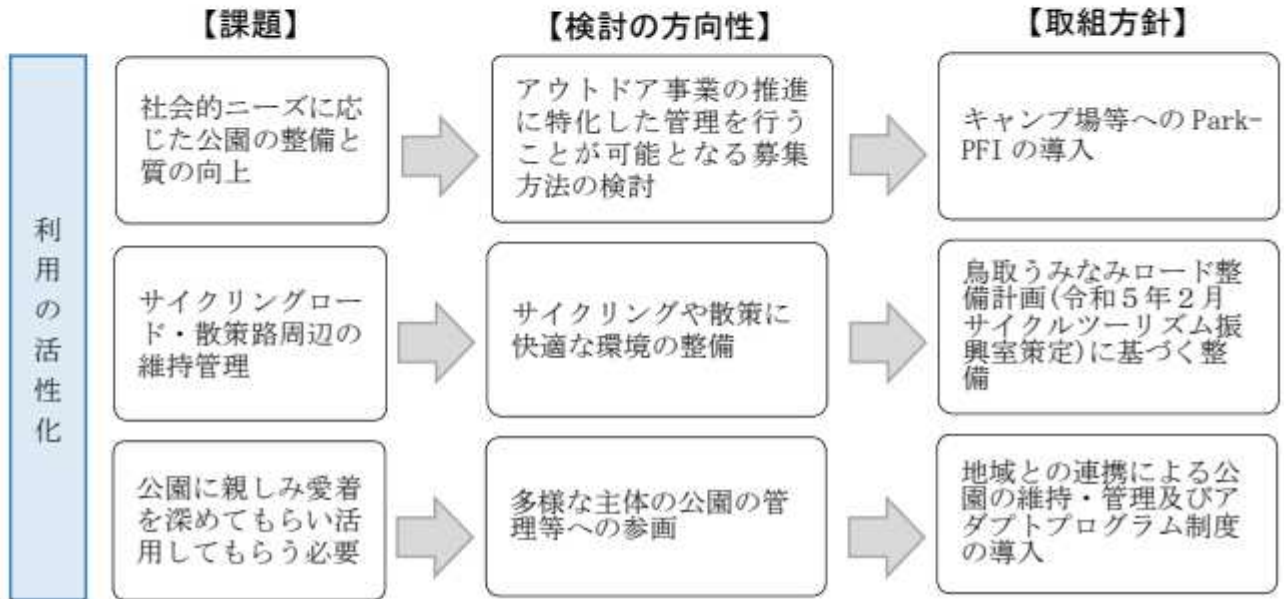 【課題】
【検討の方向性】
【取組方針】
利用の活性化
社会的ニーズに応
じた公園の整備と
質の向上
アウトドア事業の推進
に特化した管理を行う
ことが可能となる募集
方法の検討
キャンプ場等への Park-
PFI の導入
サイクリングロー
ド・散策路周辺の
維持管理
サイクリングや散策に
快適な環境の整備
鳥取うみなみロード整
備計画(令和５年２月
サイクルツーリズム振
興室策定)に基づく整
備
公園に親しみ愛着
を深めてもらい活
用してもらう必要
多様な主体の公園の管
理等への参画
地域との連携による公
園の維持・管理及びア
ダプトプログラム制度
の導入